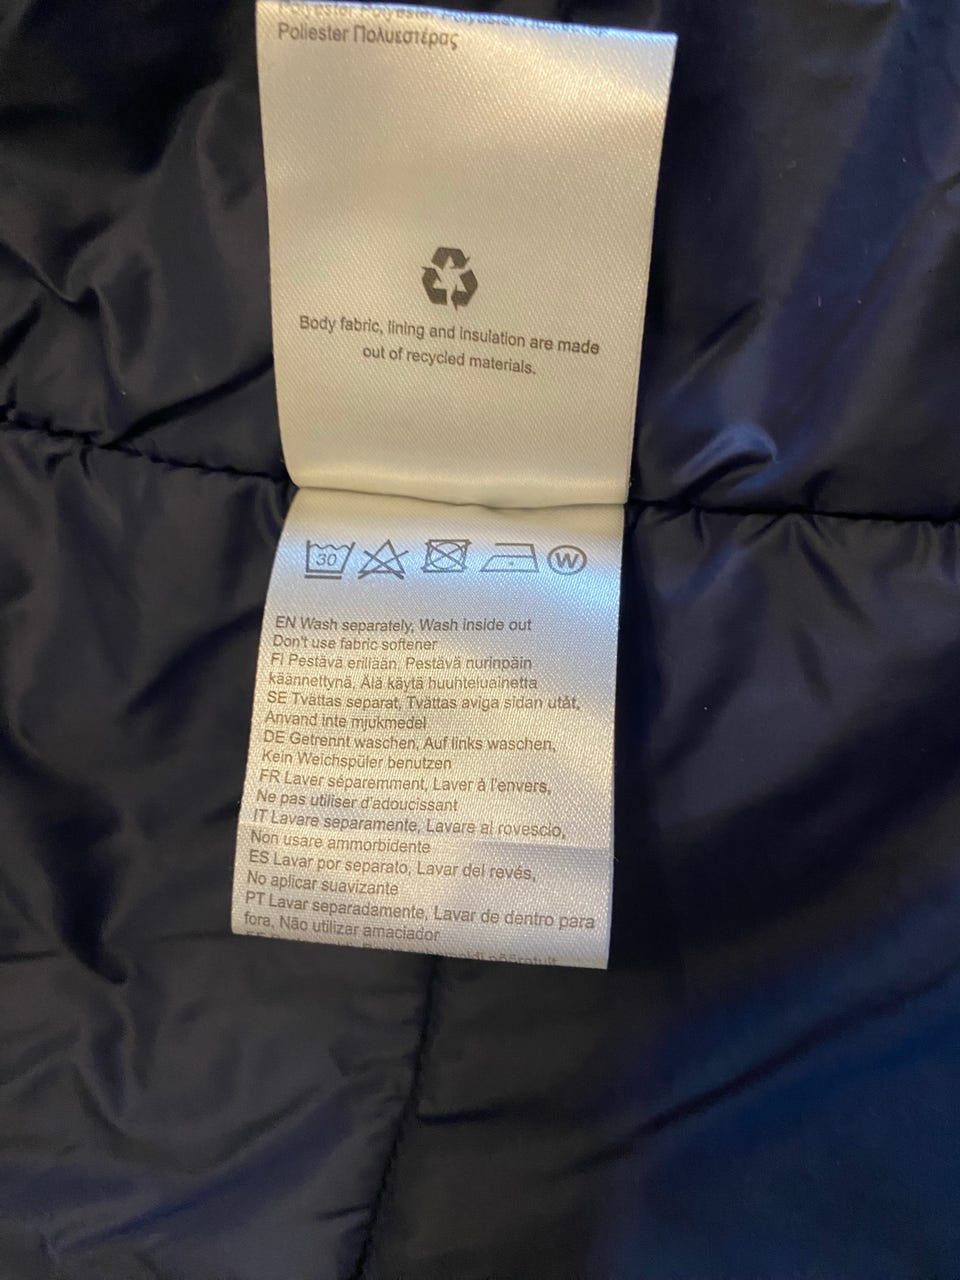 Poliester Πολυεστέρας
Body fabric, lining and insulation are made
out of recycled materials.
30
W
EN Wash separately, Wash inside out
Don't use fabric softener
FI Pestävä erillään, Pestävä nurinpäin
käännettynä, Älä käytä huuhteluainetta
SE Tvättas separat, Tvättas aviga sidan utåt,
Använd inte mjukmedel
DE Getrennt waschen, Auf links waschen,
Kein Weichspüler benutzen
FR Laver séparemment, Laver à l'envers,
Ne pas utiliser d'adoucissant
IT Lavare separamente, Lavare al rovescio,
Non usare ammorbidente
ES Lavar por separato, Lavar del revés,
No aplicar suavizante
PT Lavar separadamente, Lavar de dentro para
fora, Não utilizar amaciador